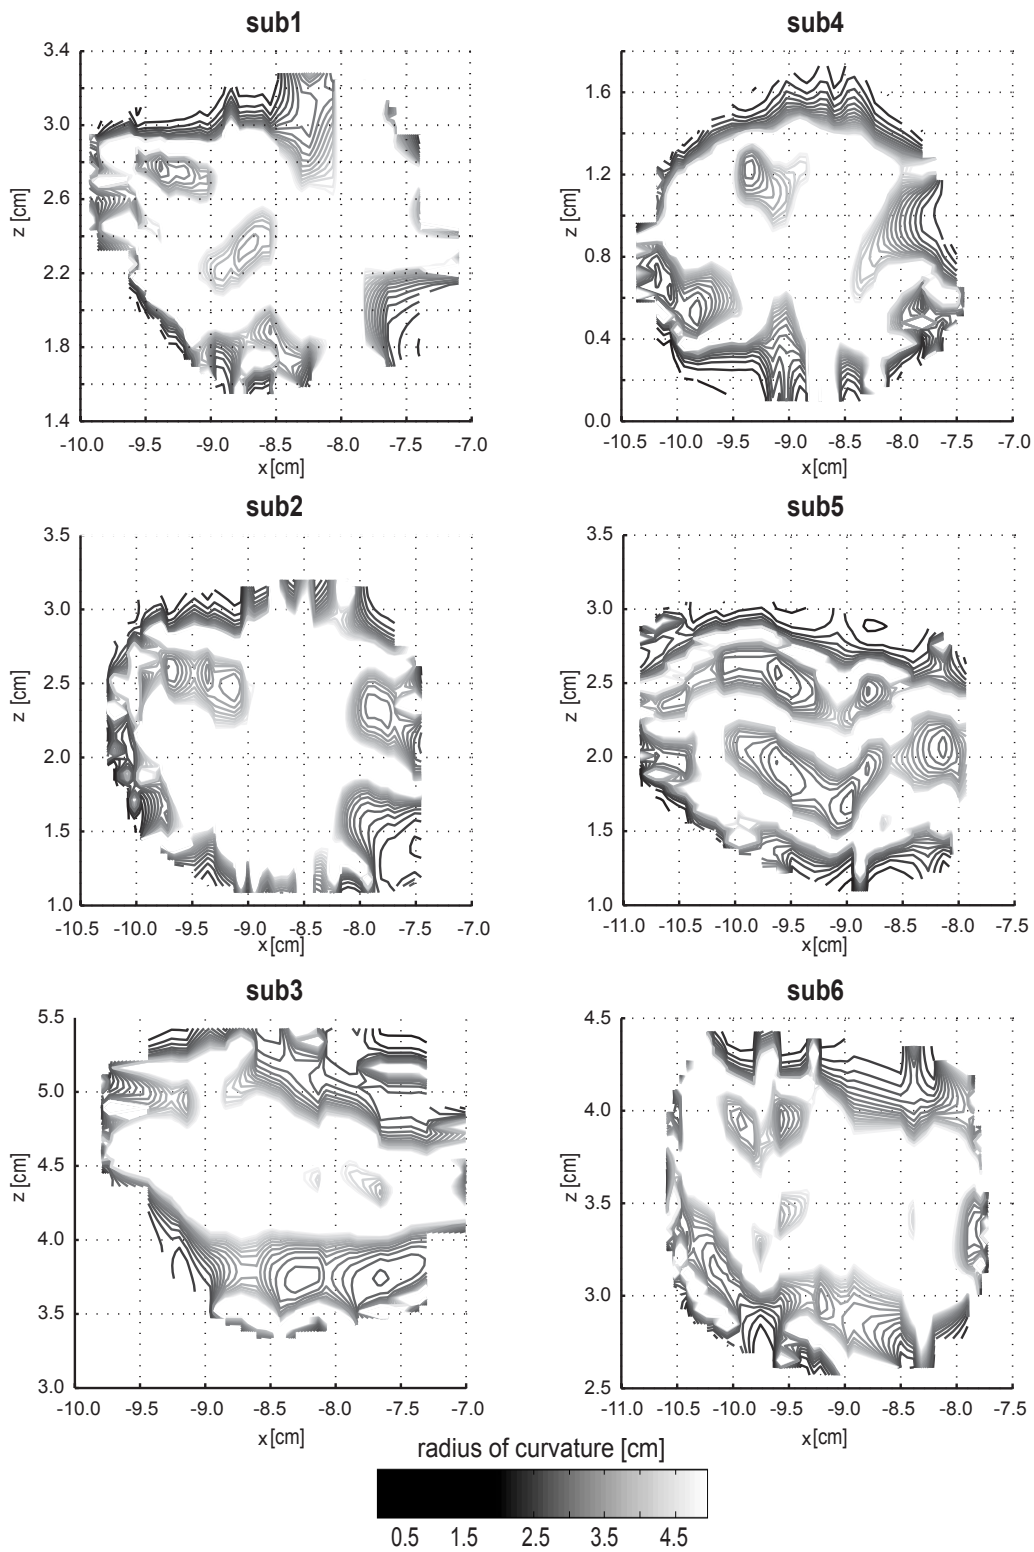 sub1
3.4
3.0
2.6
2.2
1.8
1.4
z [cm]
-10.0 -9.5 -9.0 -8.5 -8.0 -7.5 -7.0
x[cm]
sub4
1.6
1.2
0.8
0.4
0.0
z [cm]
-10.5 -10.0 -9.5 -9.0 -8.5 -8.0 -7.5 -7.0
x[cm]
sub2
3.5
3.0
2.5
2.0
1.5
1.0
z [cm]
-10.5 -10.0 -9.5 -9.0 -8.5 -8.0 -7.5 -7.0
x[cm]
sub5
3.5
3.0
2.5
2.0
1.5
1.0
z [cm]
-11.0 -10.5 -10.0 -9.5 -9.0 -8.5 -8.0 -7.5
x[cm]
sub3
5.5
5.0
4.5
4.0
3.5
3.0
z [cm]
-10.0 -9.5 -9.0 -8.5 -8.0 -7.5 -7.0
x[cm]
sub6
4.5
4.0
3.5
3.0
2.5
z [cm]
-11.0 -10.5 -10.0 -9.5 -9.0 -8.5 -8.0 -7.5
x[cm]
radius of curvature [cm]
0.5 1.5 2.5 3.5 4.5